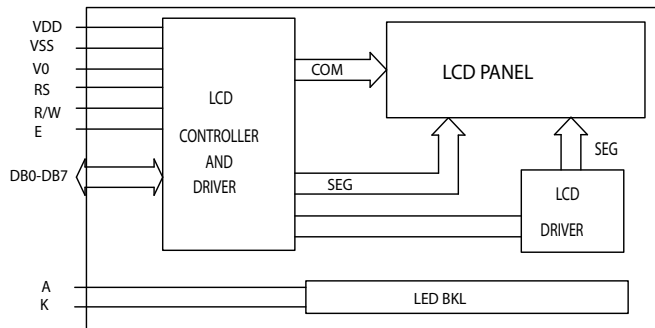 VDD
VSS
V0
RS
R/W
E
DB0-DB7
A
K
LCD
CONTROLLER
AND
DRIVER
COM
SEG
LCD PANEL
SEG
LCD
DRIVER
LED BKL